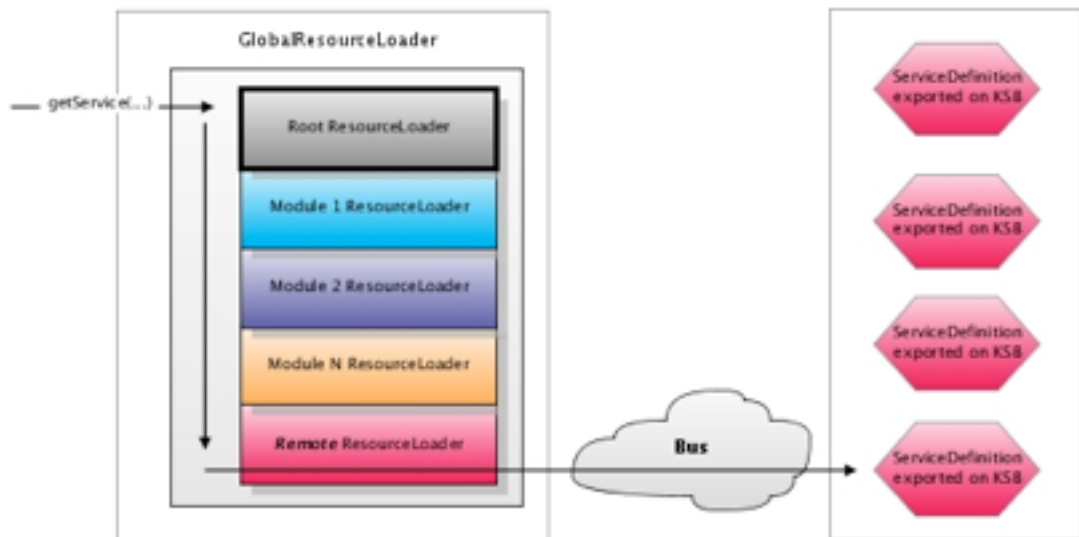 GlobalResourceLoader
getService(...)
Root ResourceLoader
Module 1 ResourceLoader
Module 2 ResourceLoader
Module N ResourceLoader
Remote ResourceLoader
Bus
ServiceDefinition
exported on KSB
ServiceDefinition
exported on KSB
ServiceDefinition
exported on KSB
ServiceDefinition
exported on KSB